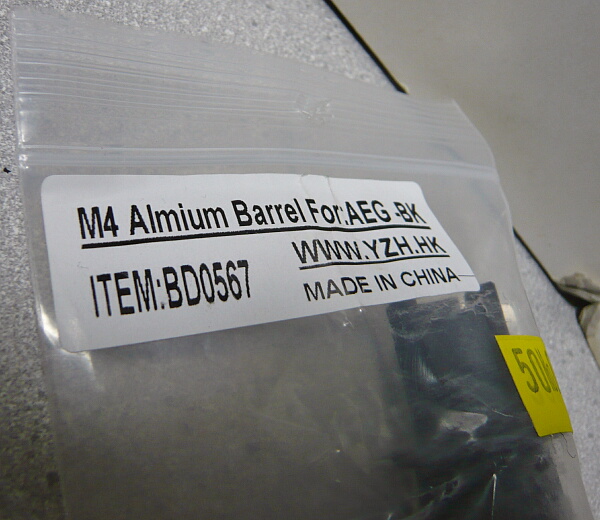 M4 Almium Barrel For:AEG -BK
WWW.YZH.HK
ITEM:BD0567
MADE IN CHINA